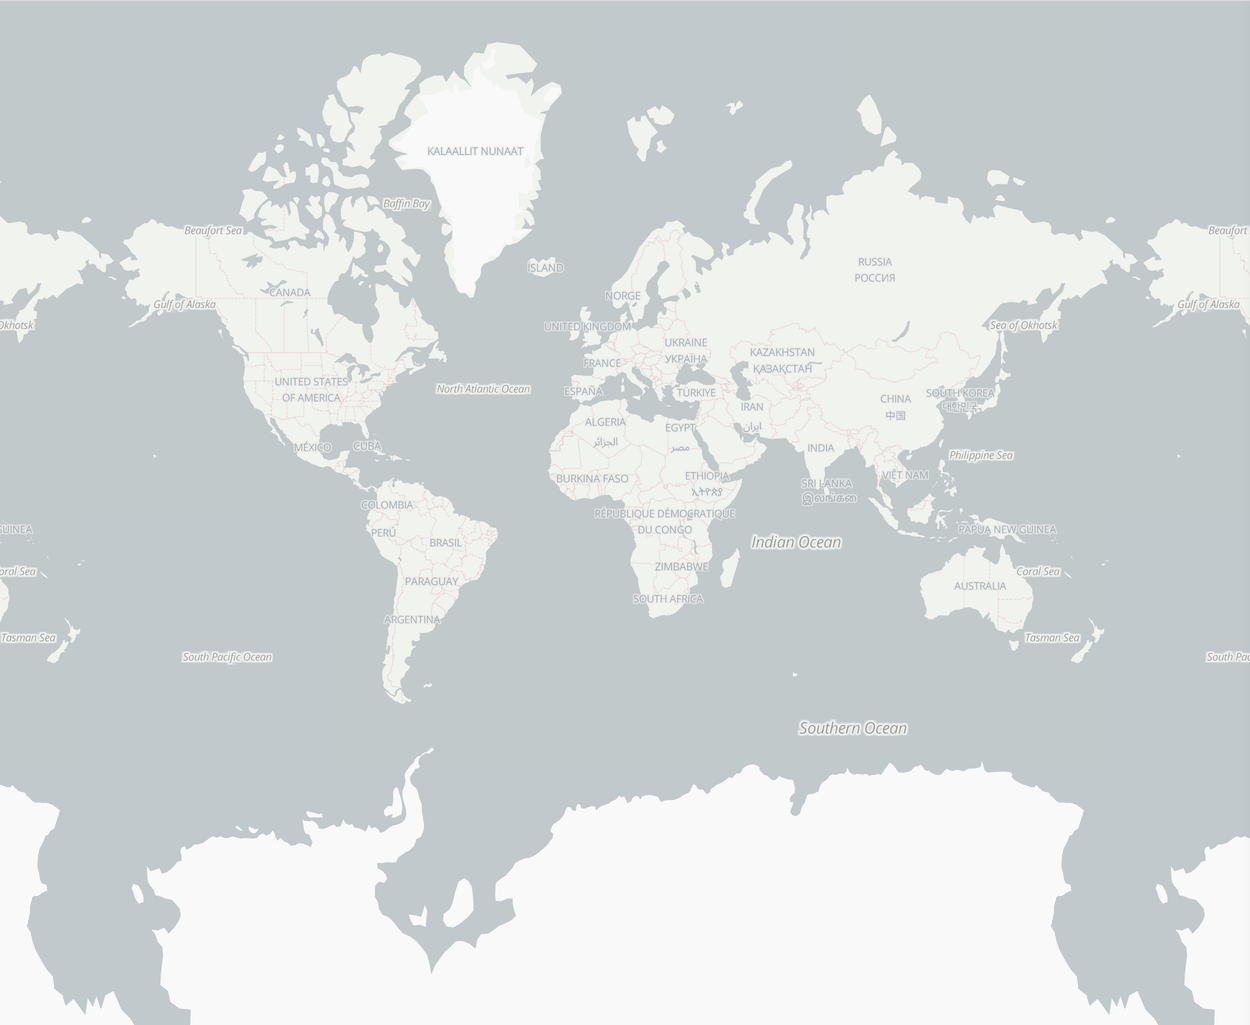 KALAALLIT NUNAAT
Baffin Bay
Beaufort Sea
Beaufort
ÍSLAND
RUSSIA
РОССИЯ
CANADA
NORGE
Gulf of Alaska
Gulf of Alaska
Okhotsk
Sea of Okhotsk
UNITED KINGDOM
UKRAINE
УКРАЇНА
KAZAKHSTAN
ҚАЗАҚСТАН
FRANCE
UNITED STATES
OF AMERICA
North Atlantic Ocean
ESPAÑA
TÜRKIYE
SOUTH KOREA
대한민국
CHINA
中国
IRAN
ایران
ALGERIA
الجزائر
EGYPT
مصر
MÉXICO
CUBA
INDIA
Philippine Sea
BURKINA FASO
ETHIOPIA
VIỆT NAM
SRI LANKA
COLOMBIA
RÉPUBLIQUE DÉMOCRATIQUE
DU CONGO
GUINEA
PERÚ
BRASIL
Indian Ocean
PAPUA NEW GUINEA
ZIMBABWE
oral Sea
Coral Sea
PARAGUAY
AUSTRALIA
SOUTH AFRICA
ARGENTINA
Tasman Sea
Tasman Sea
South Pacific Ocean
South Pac
Southern Ocean